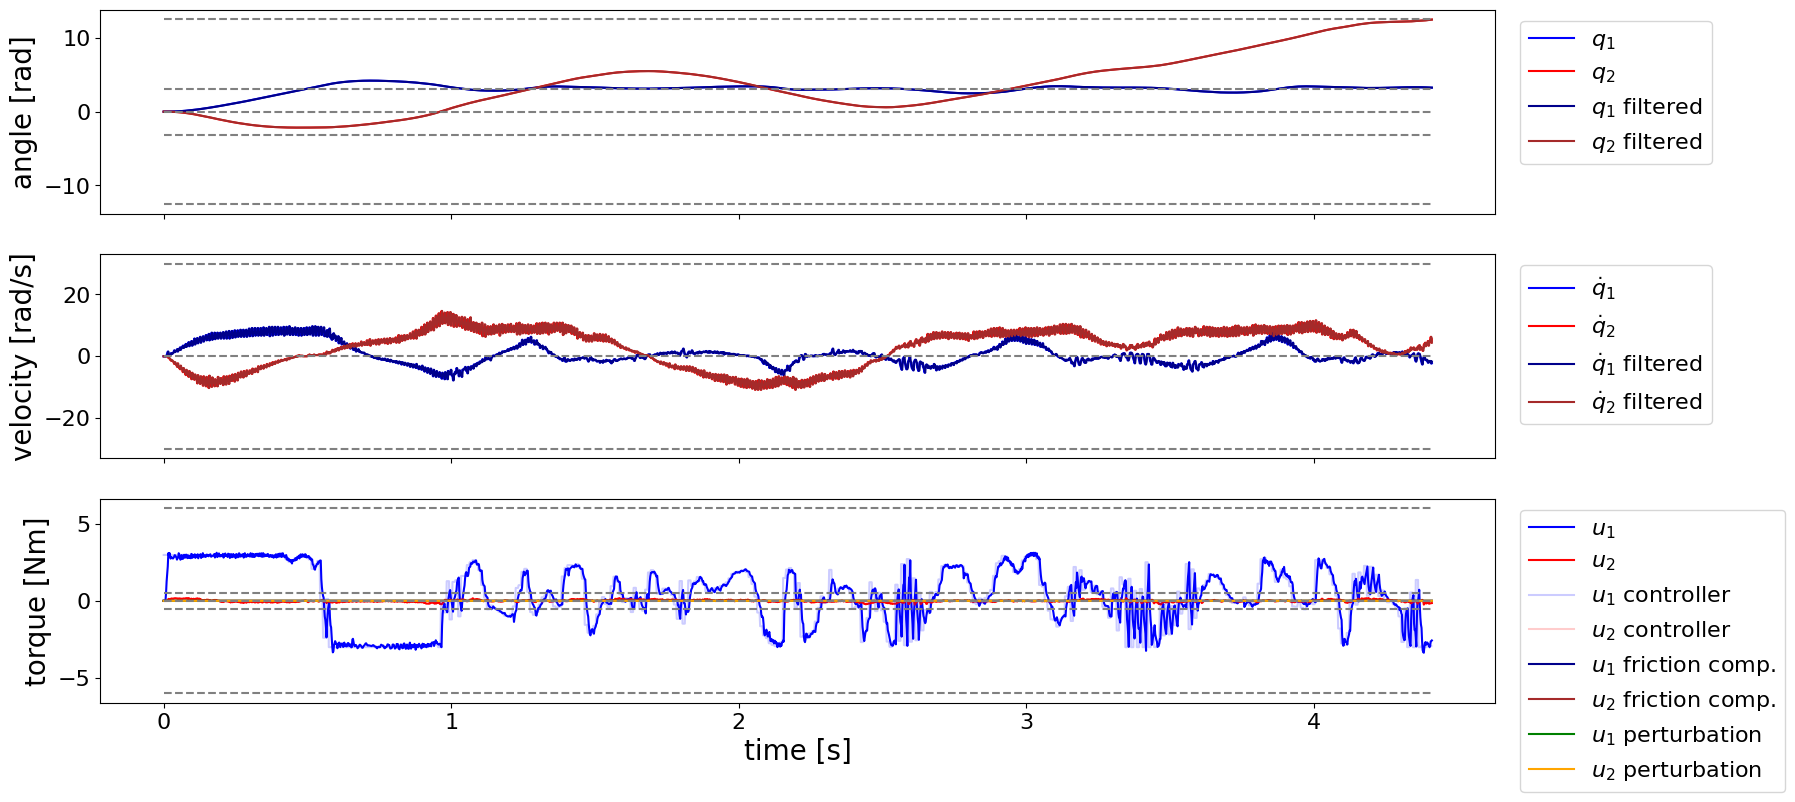 angle [rad]
10
0
−10
q₁
q₂
q₁ filtered
q₂ filtered
velocity [rad/s]
20
0
−20
q̇₁
q̇₂
q̇₁ filtered
q̇₂ filtered
torque [Nm]
5
0
−5
0 1 2 3 4
time [s]
u₁
u₂
u₁ controller
u₂ controller
u₁ friction comp.
u₂ friction comp.
u₁ perturbation
u₂ perturbation